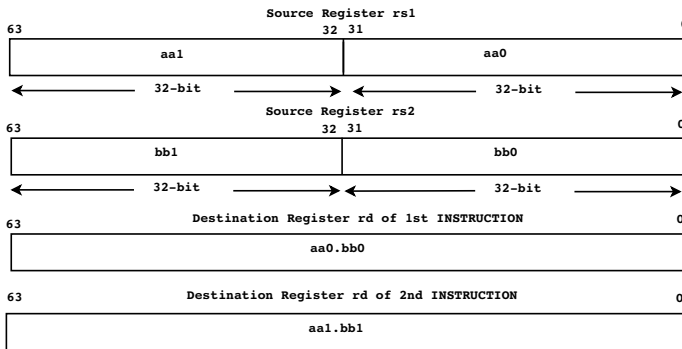 Source Register rs1
63 32 31
aa1 aa0
32-bit 32-bit
Source Register rs2
63 32 31 0
bb1 bb0
32-bit 32-bit
Destination Register rd of 1st INSTRUCTION
63 0
aa0.bb0
Destination Register rd of 2nd INSTRUCTION
63 0
aa1.bb1